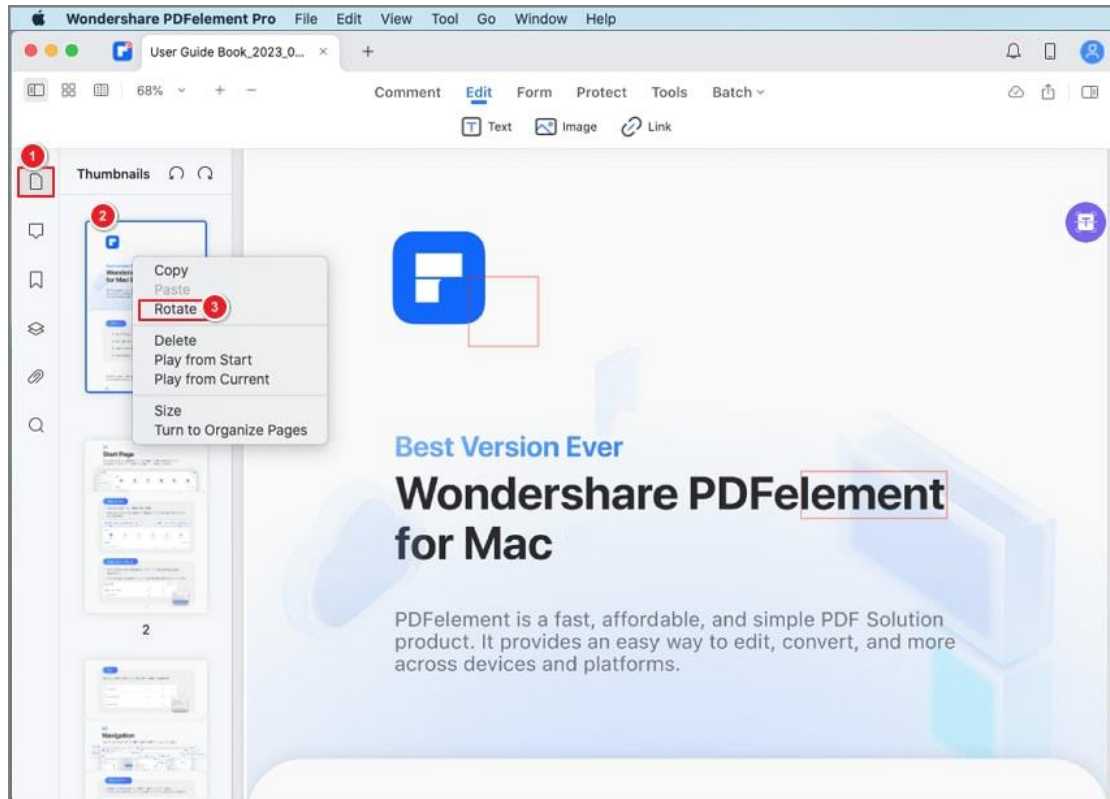 Wondershare PDFelement Pro File Edit View Tool Go Window Help
User Guide Book_2023_0... × +
68% + −
Comment Edit Form Protect Tools Batch
Text Image Link
1
Thumbnails
2
Copy
Paste
Rotate 3
Delete
Play from Start
Play from Current
Size
Turn to Organize Pages
Start Page
2
Navigation
Best Version Ever
Wondershare PDFelement
for Mac
PDFelement is a fast, affordable, and simple PDF Solution
product. It provides an easy way to edit, convert, and more
across devices and platforms.